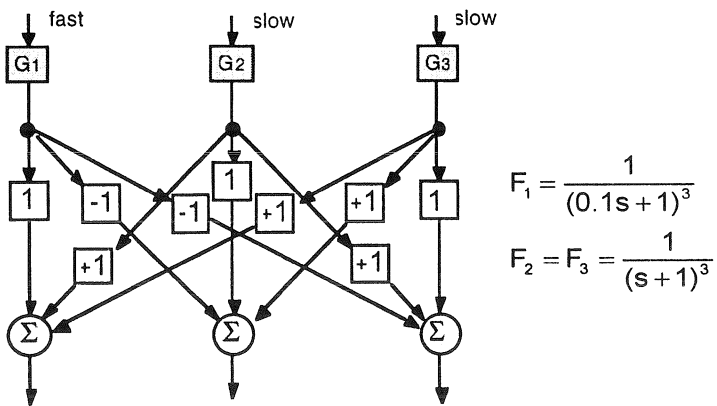 fast slow slow
G1 G2 G3
1 -1 -1 1 +1 +1 1
+1 +1
Σ Σ Σ
F₁ = 1 / (0.1s + 1)³
F₂ = F₃ = 1 / (s + 1)³